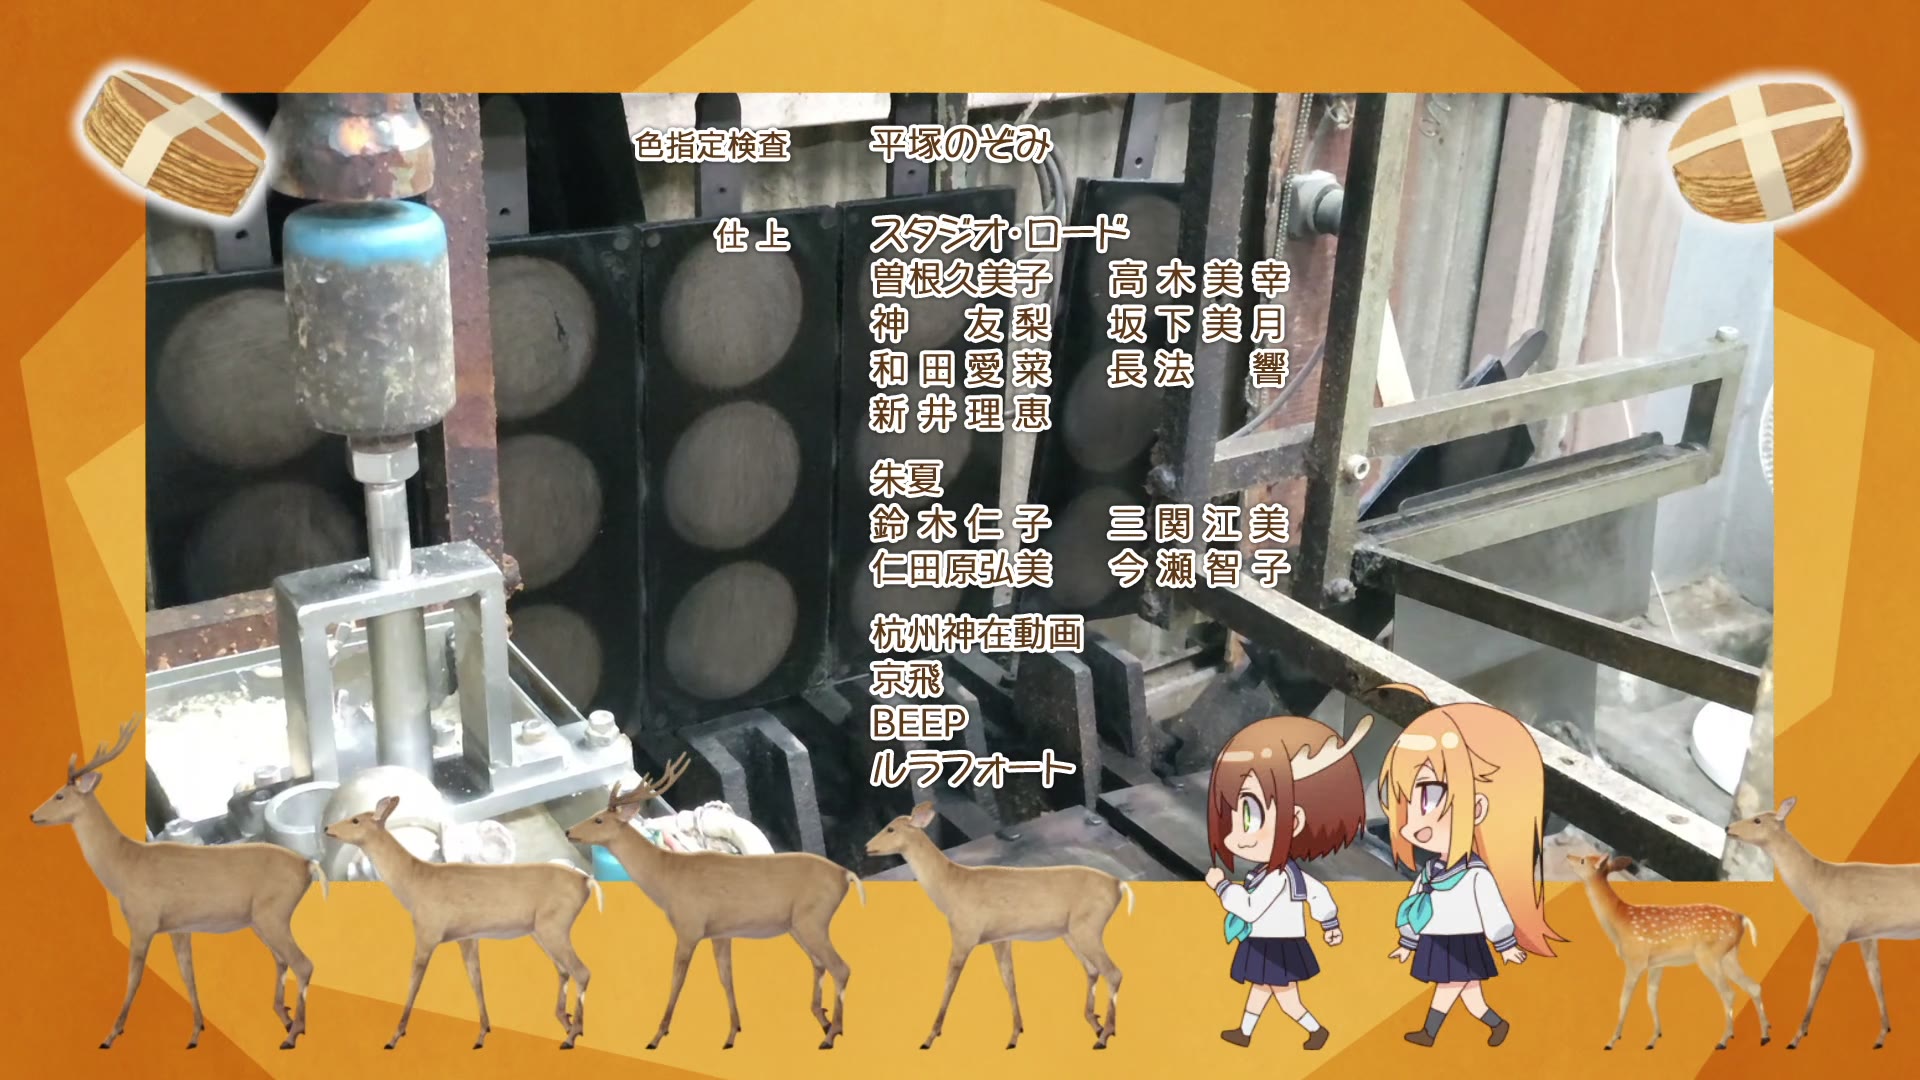 色指定検査 平塚のぞみ
仕上 スタジオ・ロード
曽根久美子 高木美幸
神 友梨 坂下美月
和田愛菜 長法 響
新井理恵
朱夏
鈴木仁子 三関江美
仁田原弘美 今瀬智子
杭州神在動画
京飛
BEEP
ルラフォート